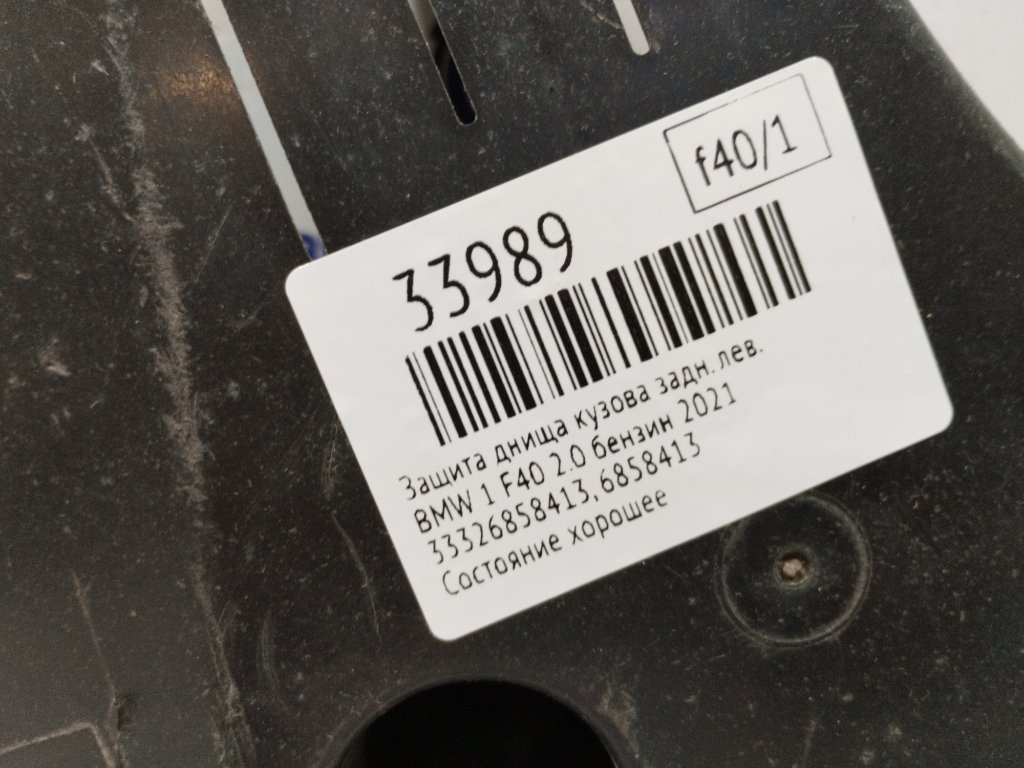 f40/1
33989
Защита днища кузова задн. лев.
BMW 1 F40 2.0 бензин 2021
33326858413, 6858413
Состояние хорошее